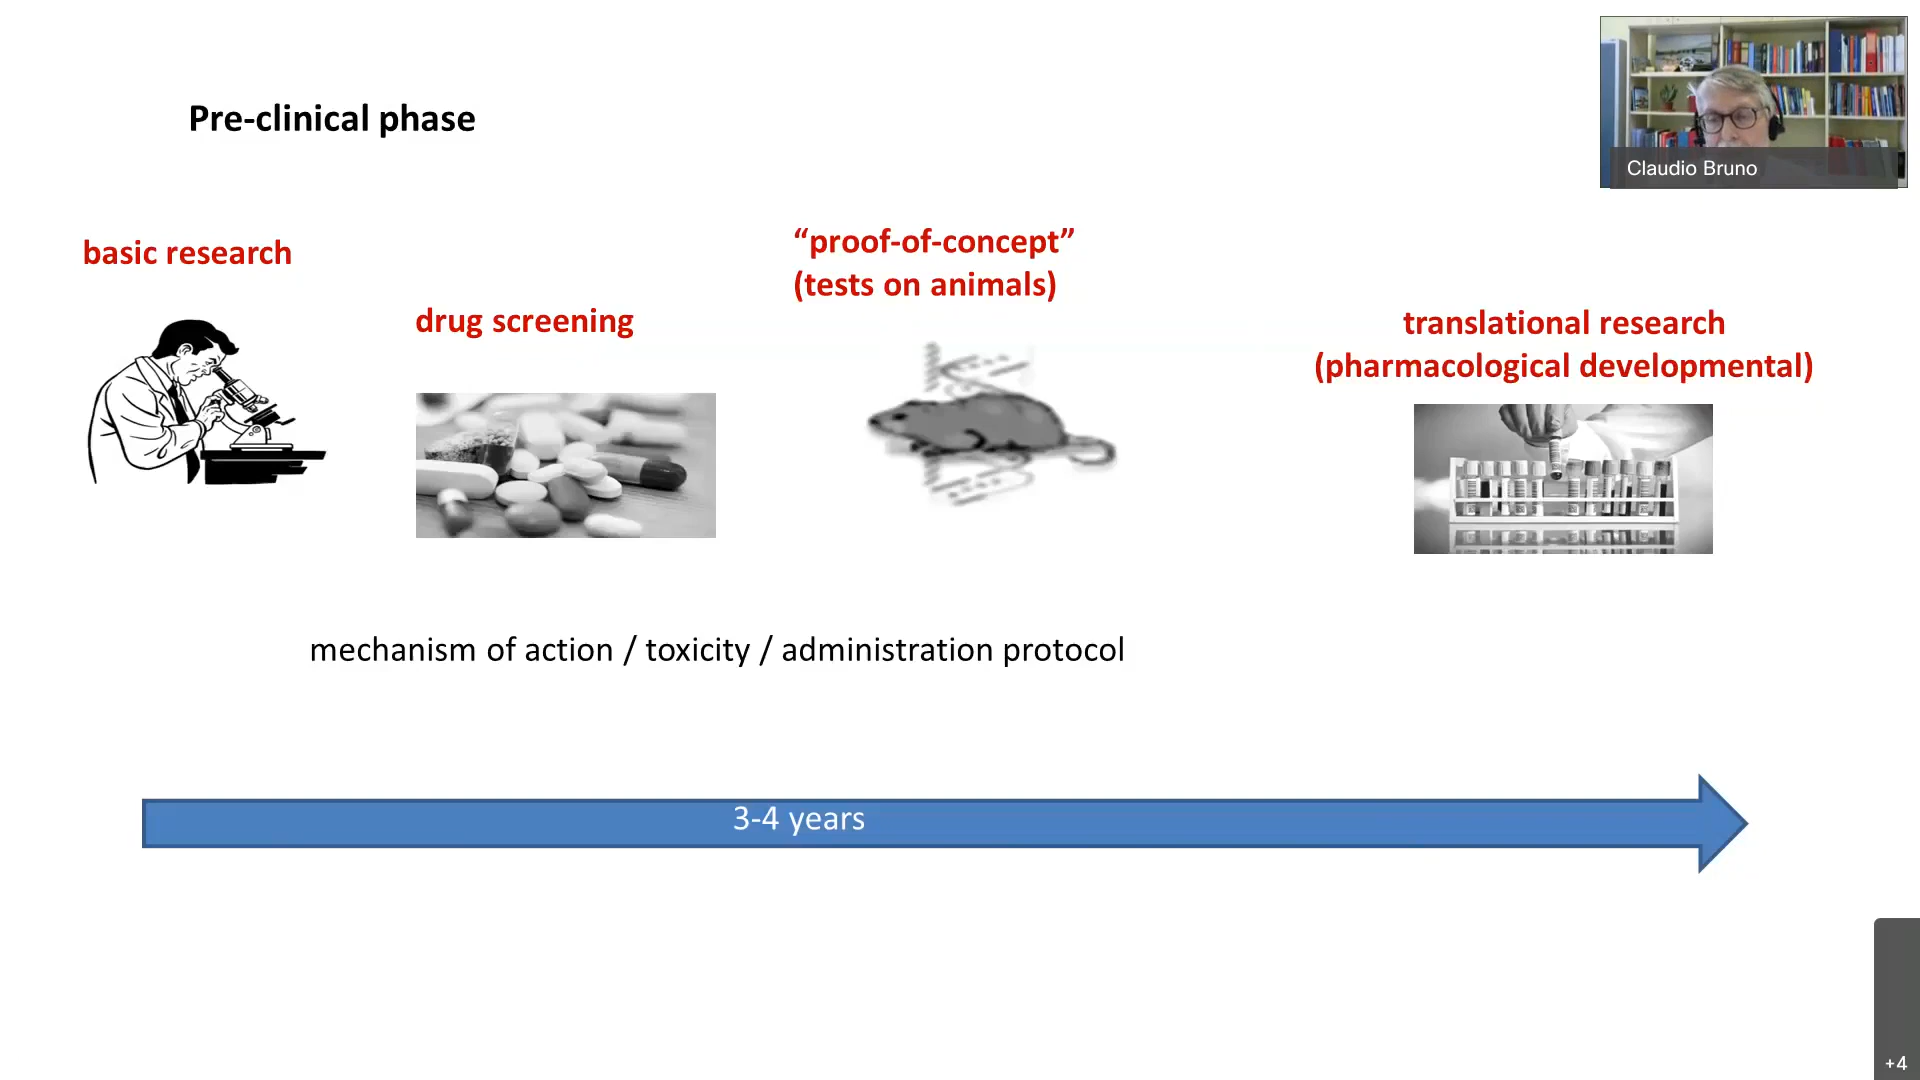 Pre-clinical phase
Claudio Bruno
basic research
drug screening
“proof-of-concept”
(tests on animals)
translational research
(pharmacological developmental)
mechanism of action / toxicity / administration protocol
3-4 years
+4